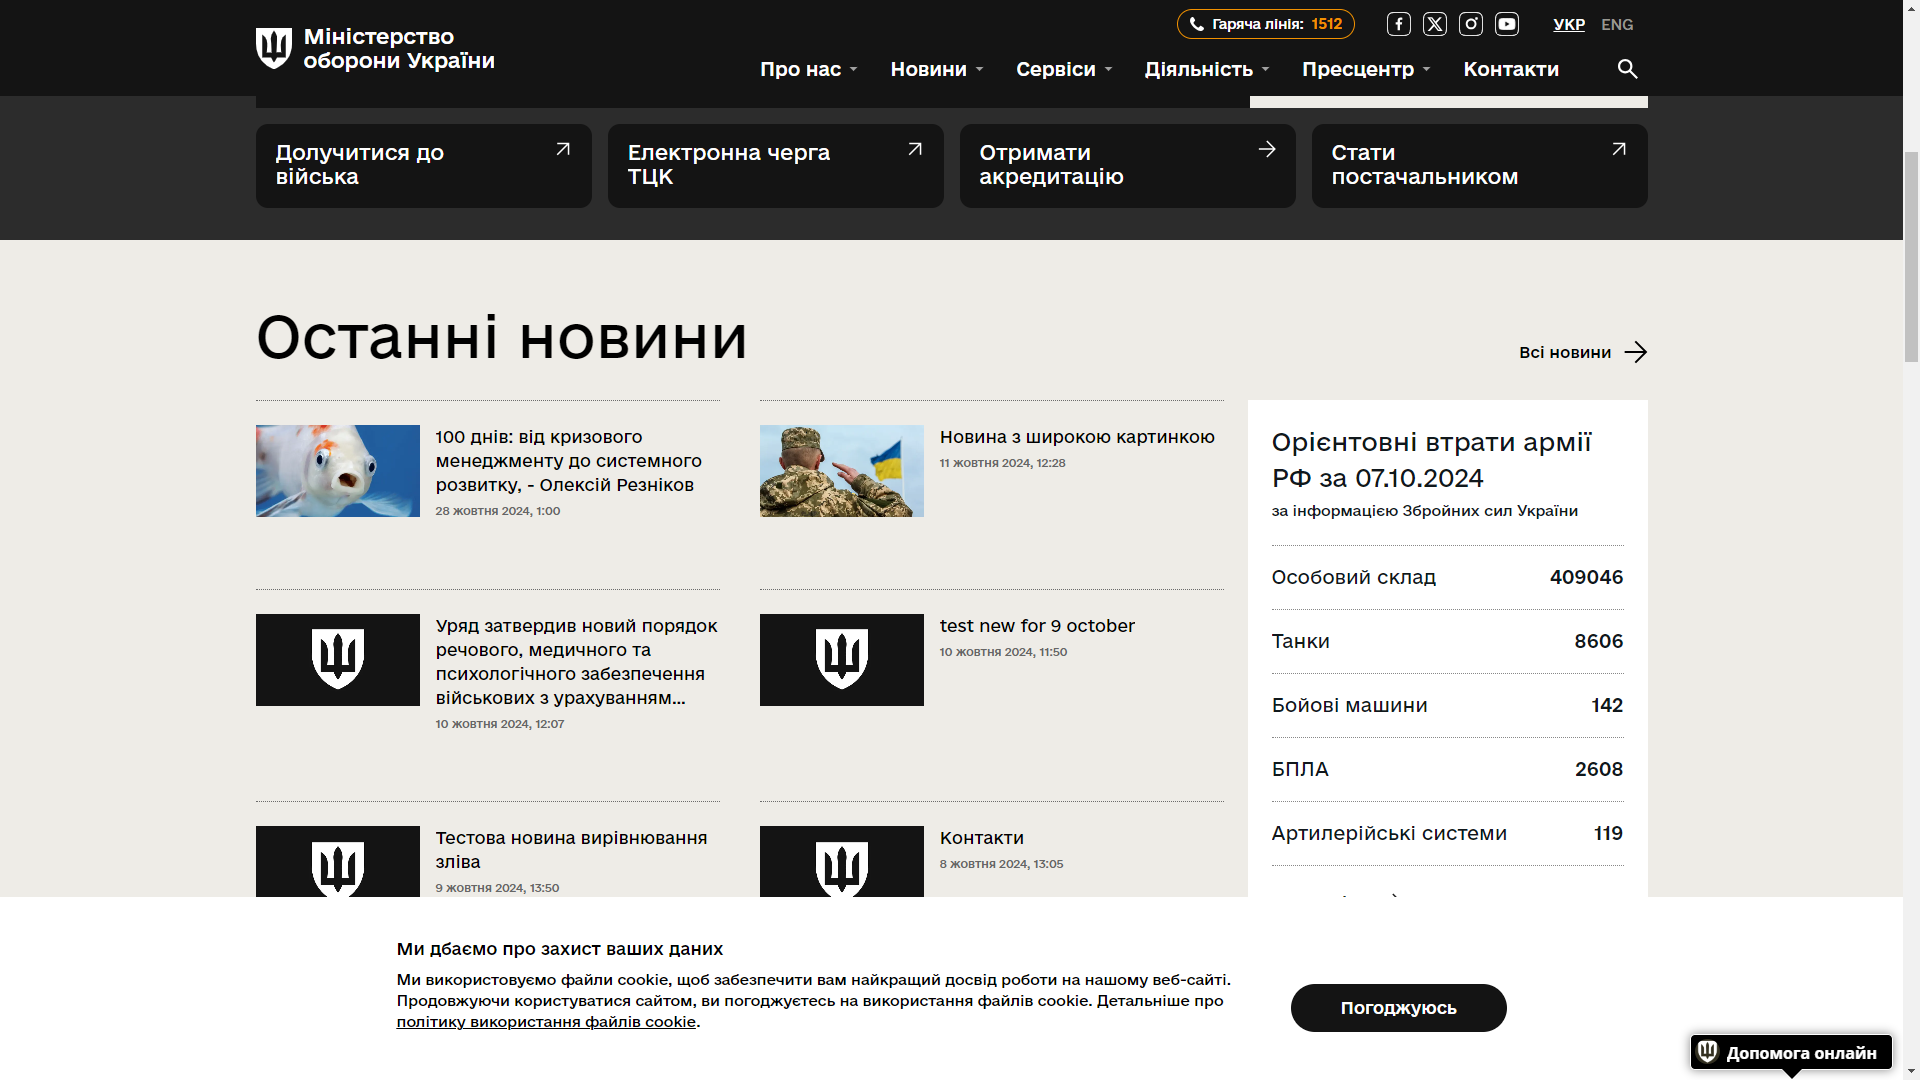 Міністерство
оборони України
Гаряча лінія: 1512
УКР ENG
Про нас
Новини
Сервіси
Діяльність
Пресцентр
Контакти
Долучитися до
війська
Електронна черга
ТЦК
Отримати
акредитацію
Стати
постачальником
Останні новини
Всі новини
100 днів: від кризового
менеджменту до системного
розвитку, - Олексій Резніков
28 жовтня 2024, 1:00
Новина з широкою картинкою
11 жовтня 2024, 12:28
Уряд затвердив новий порядок
речового, медичного та
психологічного забезпечення
військових з урахуванням...
10 жовтня 2024, 12:07
test new for 9 october
10 жовтня 2024, 11:50
Тестова новина вирівнювання
зліва
9 жовтня 2024, 13:50
Контакти
8 жовтня 2024, 13:05
Орієнтовні втрати армії
РФ за 07.10.2024
за інформацією Збройних сил України
Особовий склад 409046
Танки 8606
Бойові машини 142
БПЛА 2608
Артилерійські системи 119
Ми дбаємо про захист ваших даних
Ми використовуємо файли cookie, щоб забезпечити вам найкращий досвід роботи на нашому веб-сайті.
Продовжуючи користуватися сайтом, ви погоджуєтесь на використання файлів cookie. Детальніше про
політику використання файлів cookie.
Погоджуюсь
Допомога онлайн